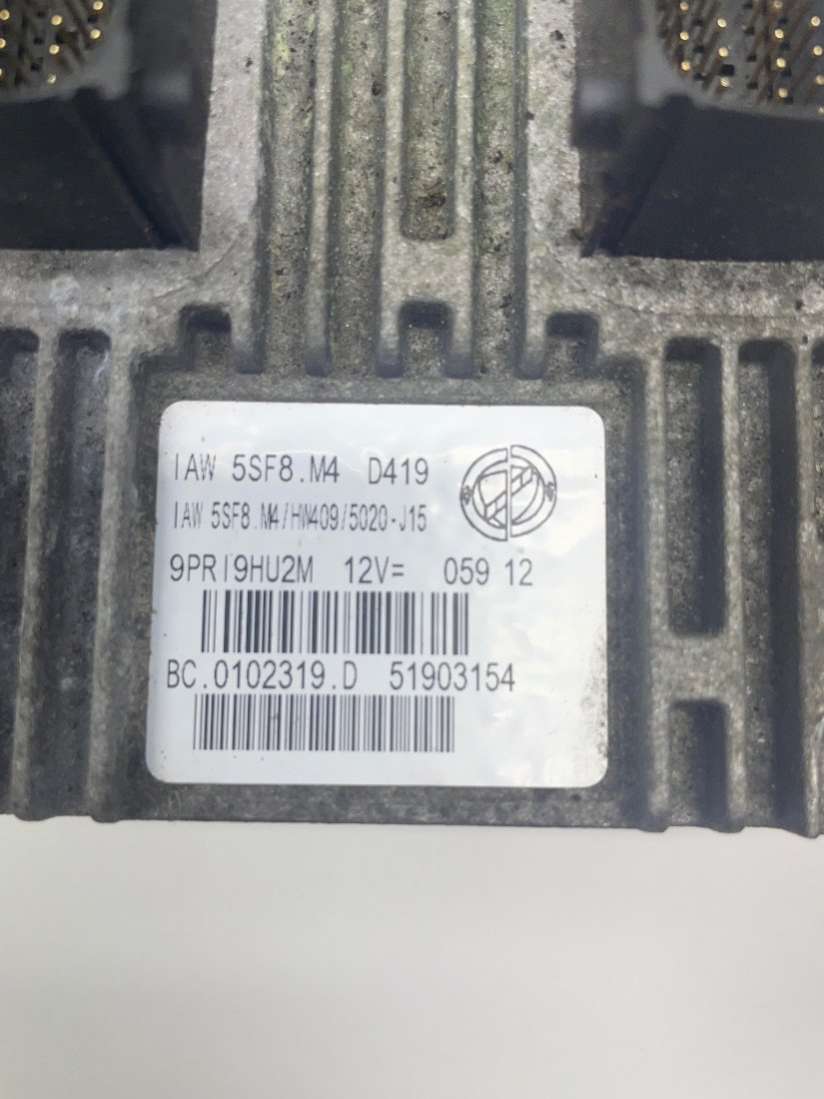 IAW 5SF8.M4 D419
IAW 5SF8.M4/HW409/5020-J15
9PRI9HU2M 12V= 059 12
BC.0102319.D 51903154